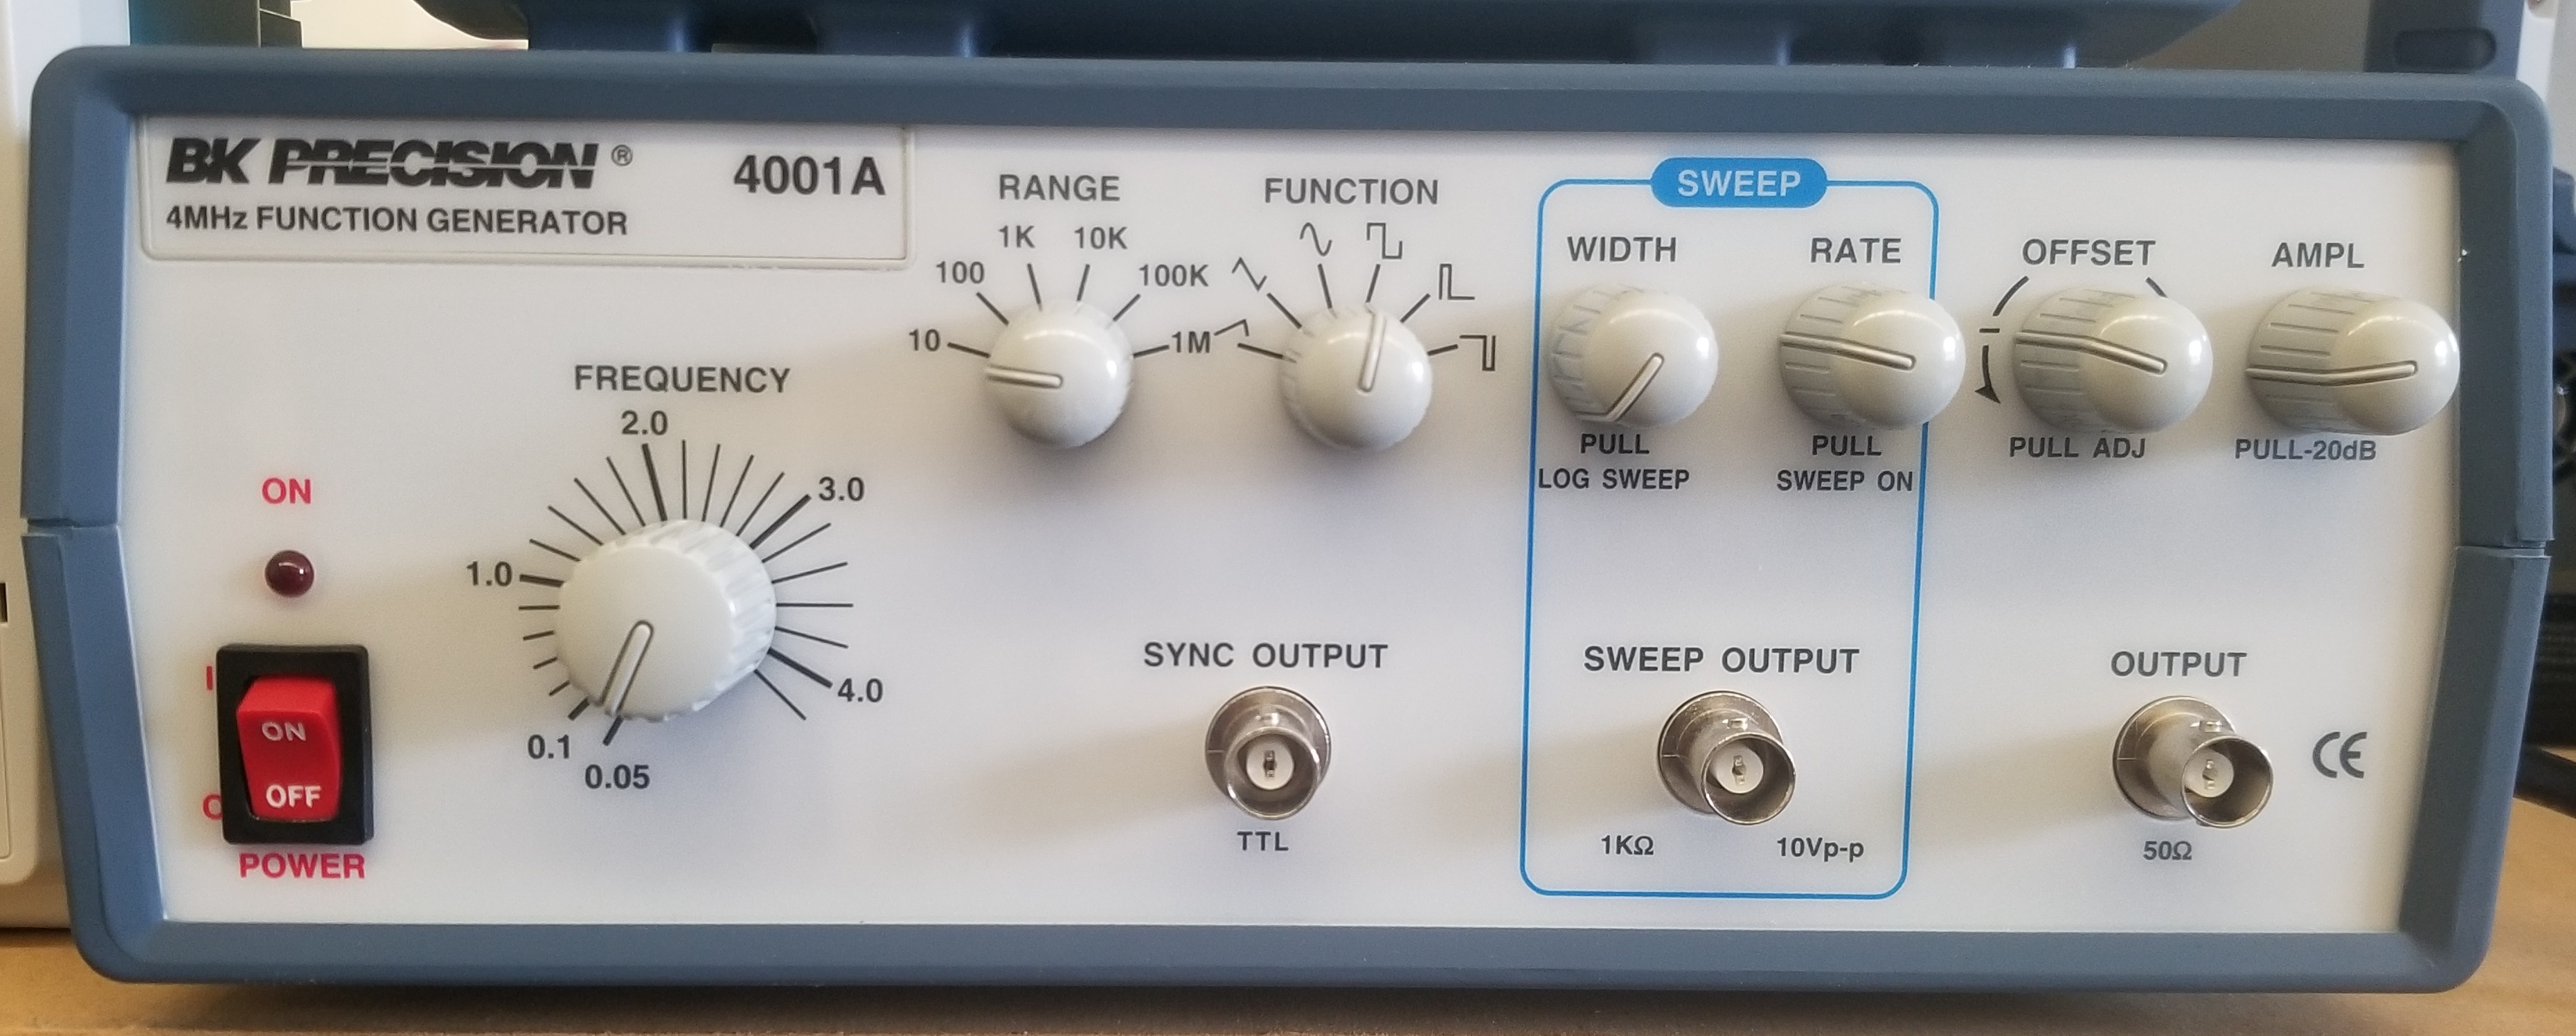 BK PRECISION®
4001A
4MHz FUNCTION GENERATOR
RANGE
10
100
1K
10K
100K
1M
FUNCTION
SWEEP
WIDTH
PULL
LOG SWEEP
RATE
PULL
SWEEP ON
OFFSET
PULL ADJ
AMPL
PULL-20dB
FREQUENCY
0.05
0.1
1.0
2.0
3.0
4.0
ON
I
ON
OFF
POWER
SYNC OUTPUT
TTL
SWEEP OUTPUT
1KΩ
10Vp-p
OUTPUT
50Ω
CE